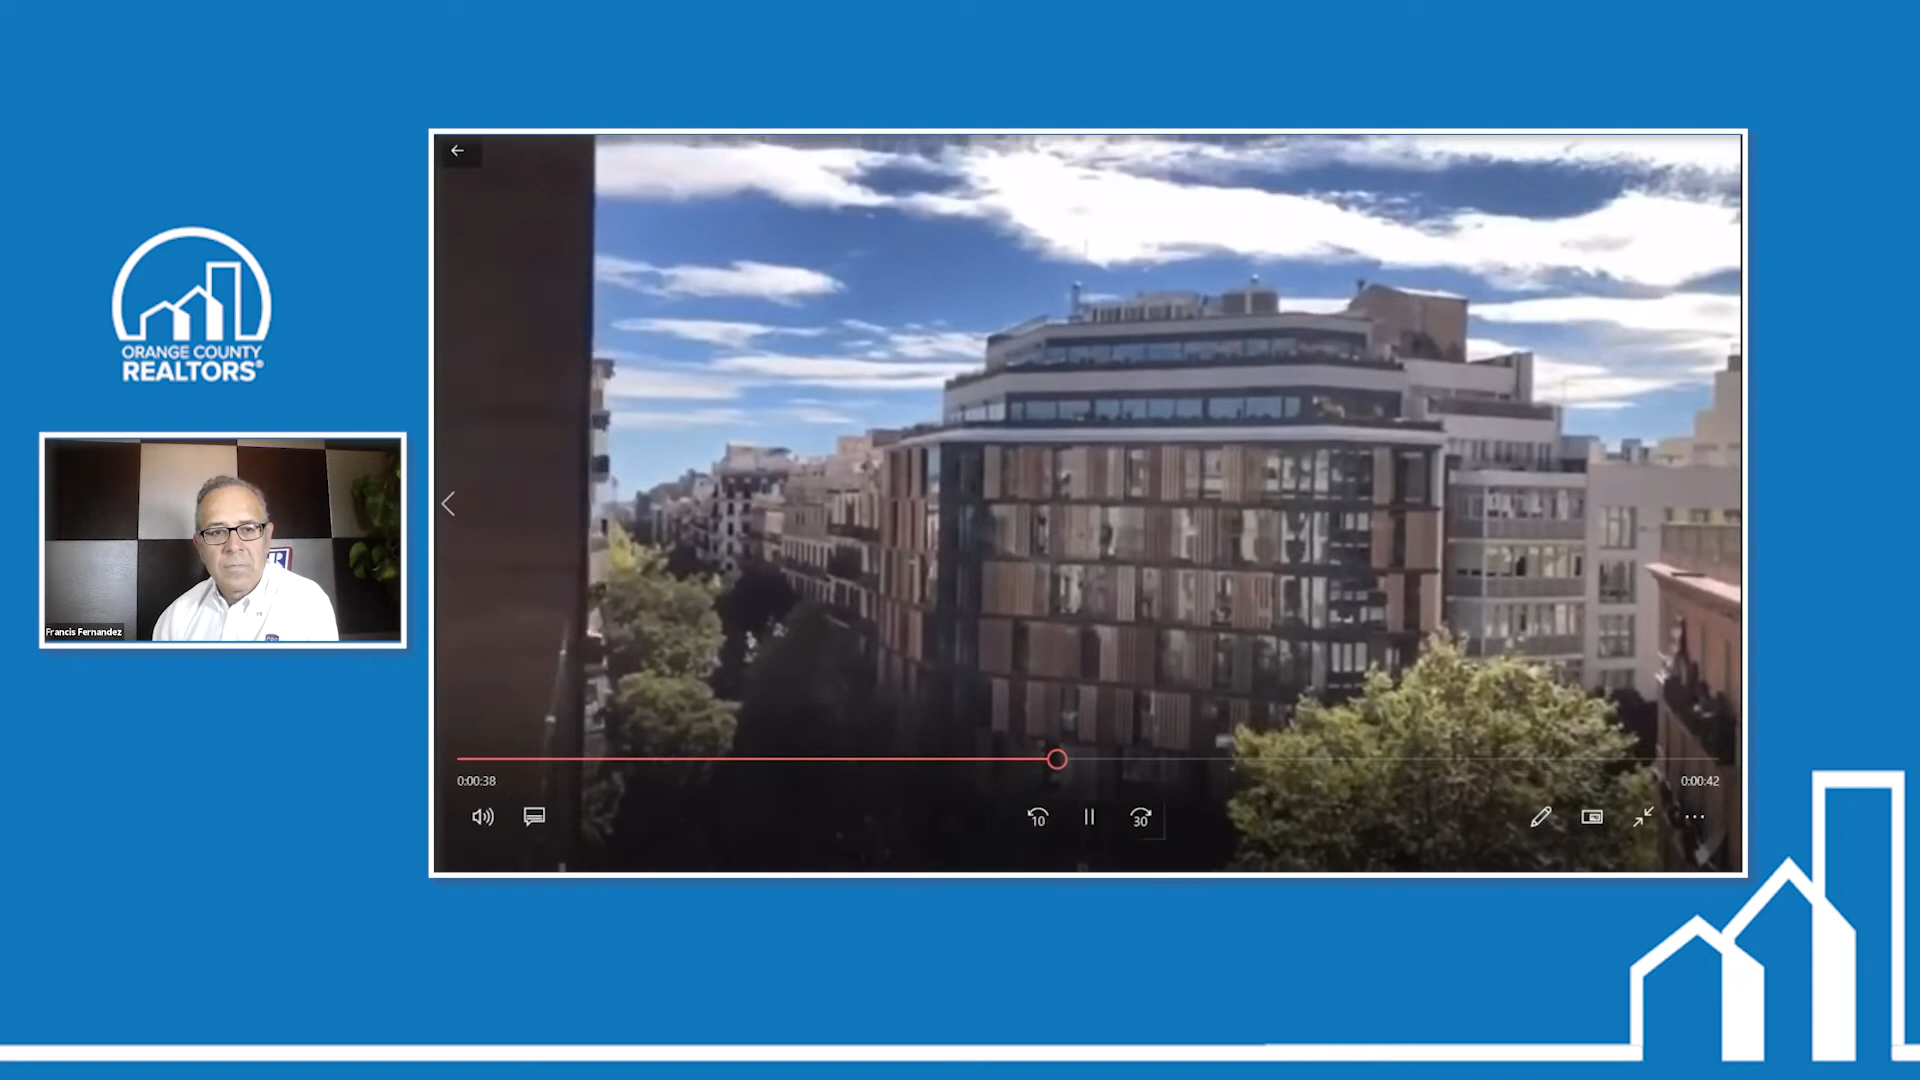 ORANGE COUNTY
REALTORS®
Francis Fernandez
0:00:38
0:00:42
10
30